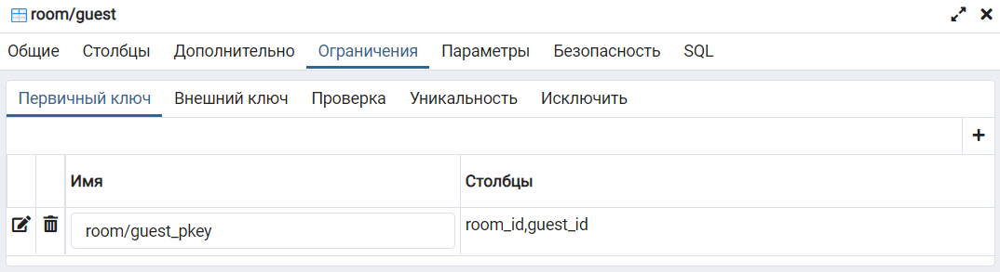 room/guest
Общие Столбцы Дополнительно Ограничения Параметры Безопасность SQL
Первичный ключ Внешний ключ Проверка Уникальность Исключить
Имя Столбцы
room/guest_pkey room_id,guest_id